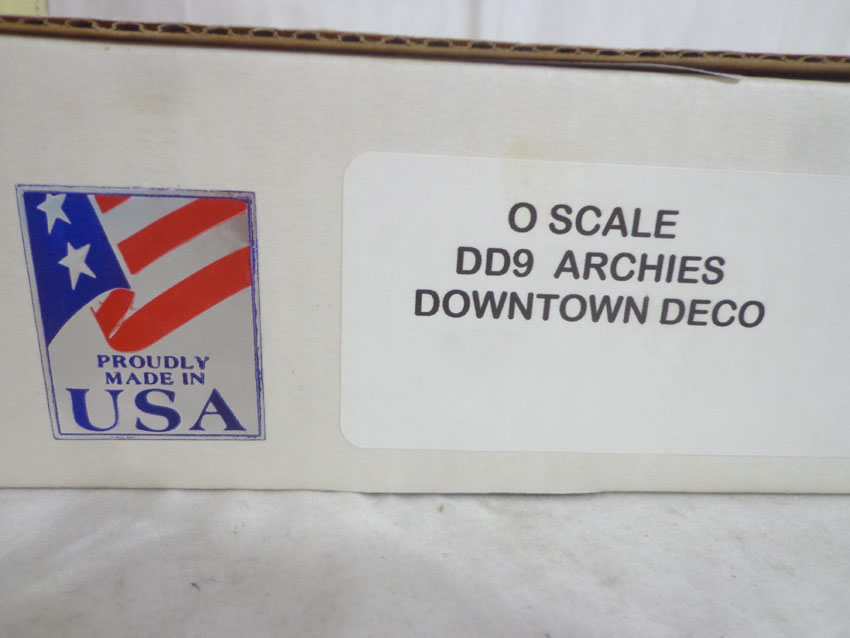 PROUDLY
MADE IN
USA
O SCALE
DD9 ARCHIES
DOWNTOWN DECO